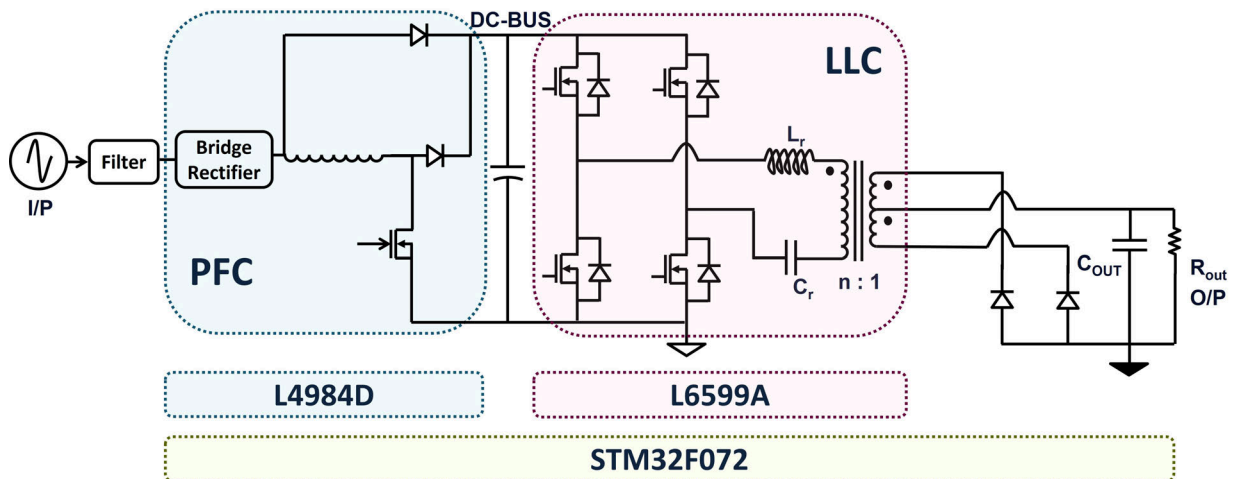 DC-BUS
LLC
Lr
Filter
Bridge
Rectifier
I/P
PFC
Cr
n : 1
COUT
Rout
O/P
L4984D
L6599A
STM32F072